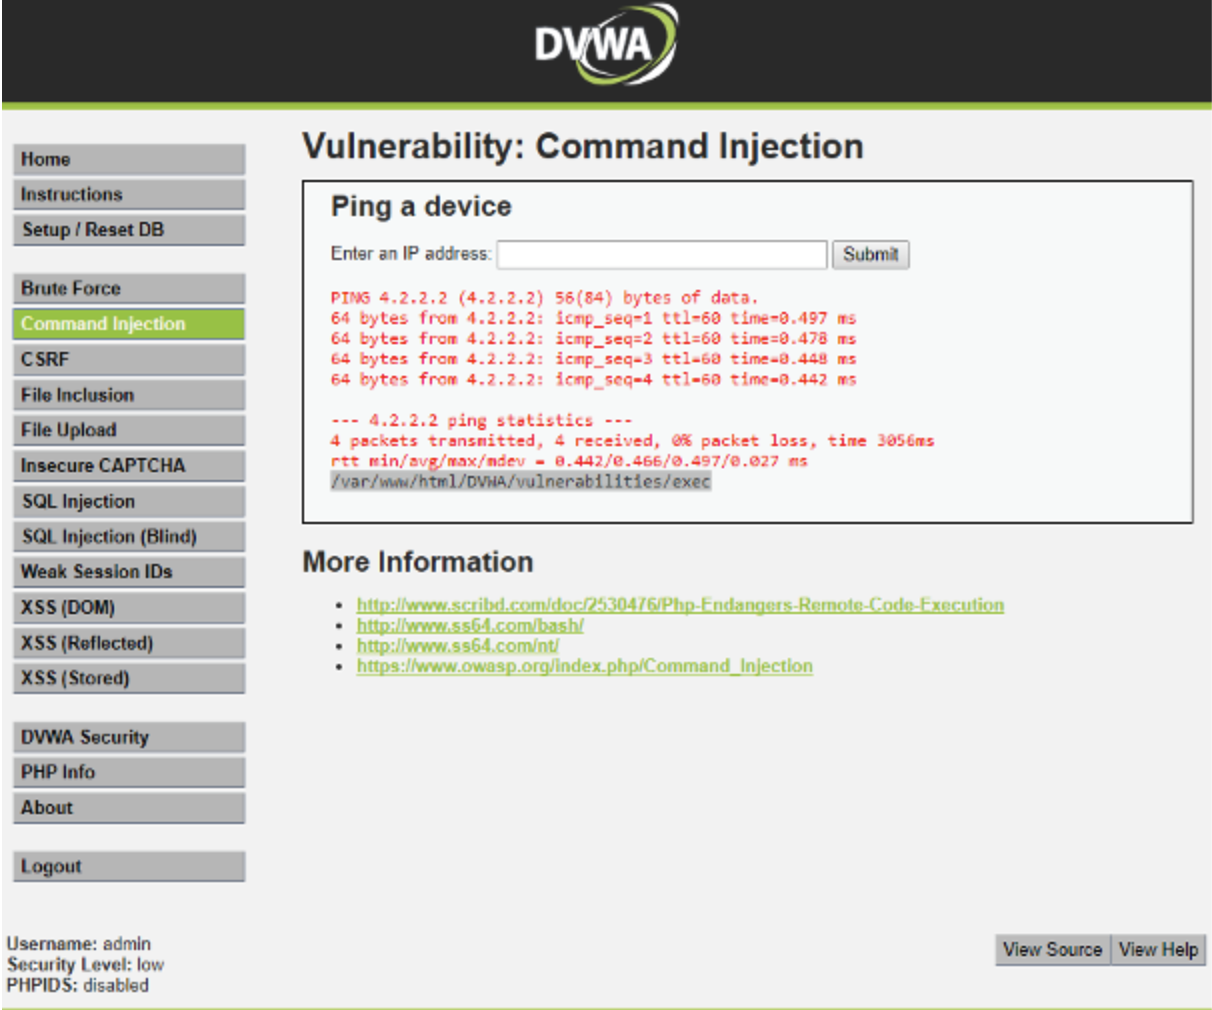 DVWA
Vulnerability: Command Injection
Home
Instructions
Setup / Reset DB
Brute Force
Command Injection
CSRF
File Inclusion
File Upload
Insecure CAPTCHA
SQL Injection
SQL Injection (Blind)
Weak Session IDs
XSS (DOM)
XSS (Reflected)
XSS (Stored)
DVWA Security
PHP Info
About
Logout
Ping a device
Enter an IP address:
Submit
PING 4.2.2.2 (4.2.2.2) 56(84) bytes of data.
64 bytes from 4.2.2.2: icmp_seq=1 ttl=60 time=0.497 ms
64 bytes from 4.2.2.2: icmp_seq=2 ttl=60 time=0.478 ms
64 bytes from 4.2.2.2: icmp_seq=3 ttl=60 time=0.448 ms
64 bytes from 4.2.2.2: icmp_seq=4 ttl=60 time=0.442 ms
--- 4.2.2.2 ping statistics ---
4 packets transmitted, 4 received, 0% packet loss, time 3056ms
rtt min/avg/max/mdev = 0.442/0.466/0.497/0.027 ms
/var/www/html/DVWA/vulnerabilities/exec
More Information
http://www.scribd.com/doc/2530476/Php-Endangers-Remote-Code-Execution
http://www.ss64.com/bash/
http://www.ss64.com/nt/
https://www.owasp.org/index.php/Command_Injection
Username: admin
Security Level: low
PHPIDS: disabled
View Source
View Help